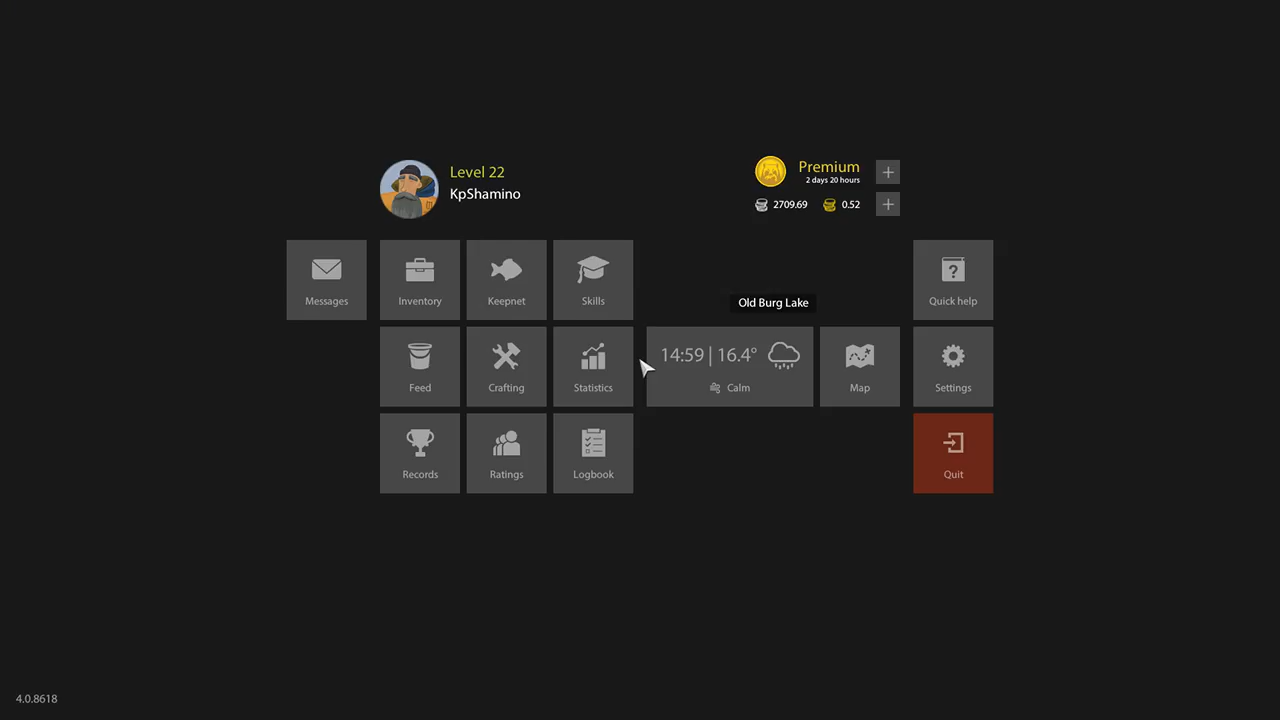 Level 22
KpShamino
Premium
2 days 20 hours
2709.69
0.52
Messages
Inventory
Keepnet
Skills
Old Burg Lake
Quick help
Feed
Crafting
Statistics
14:59 | 16.4°
Calm
Map
Settings
Records
Ratings
Logbook
Quit
4.0.8618